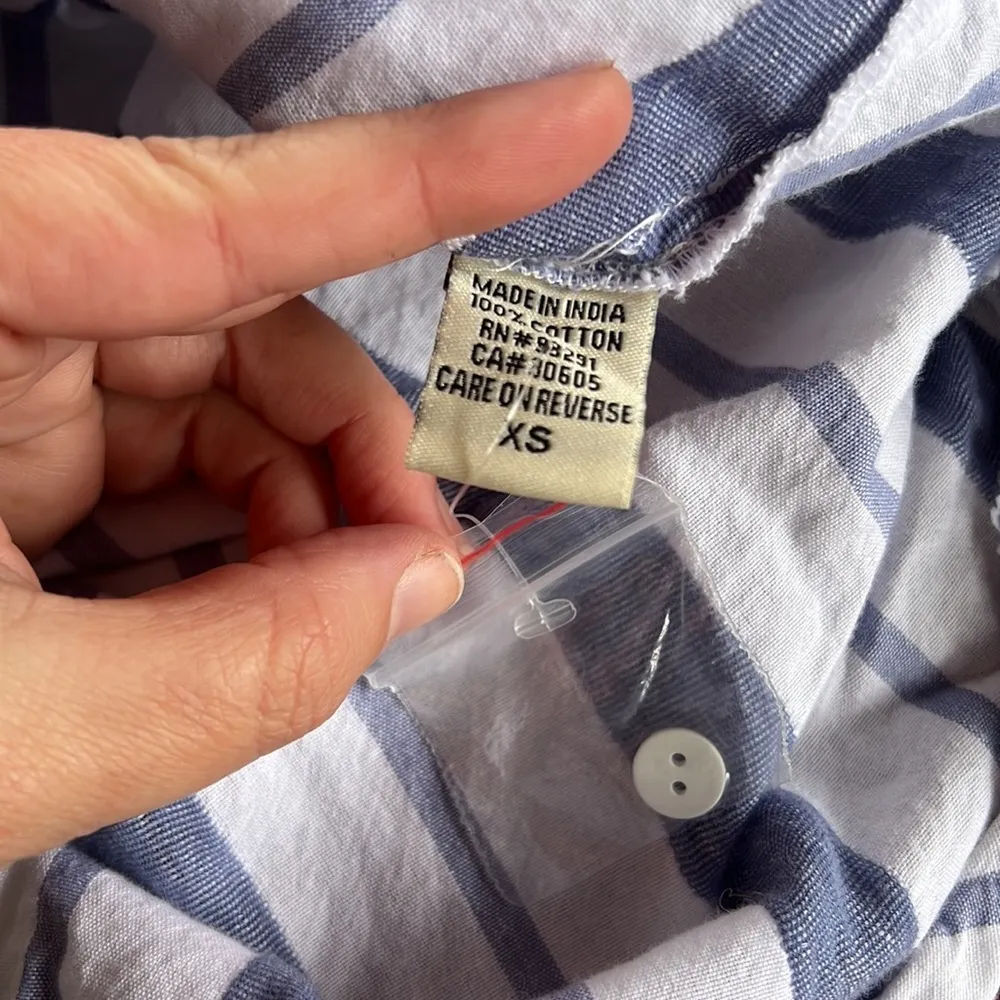 MADE IN INDIA
100% COTTON
RN#93291
CA#30605
CARE ON REVERSE
XS